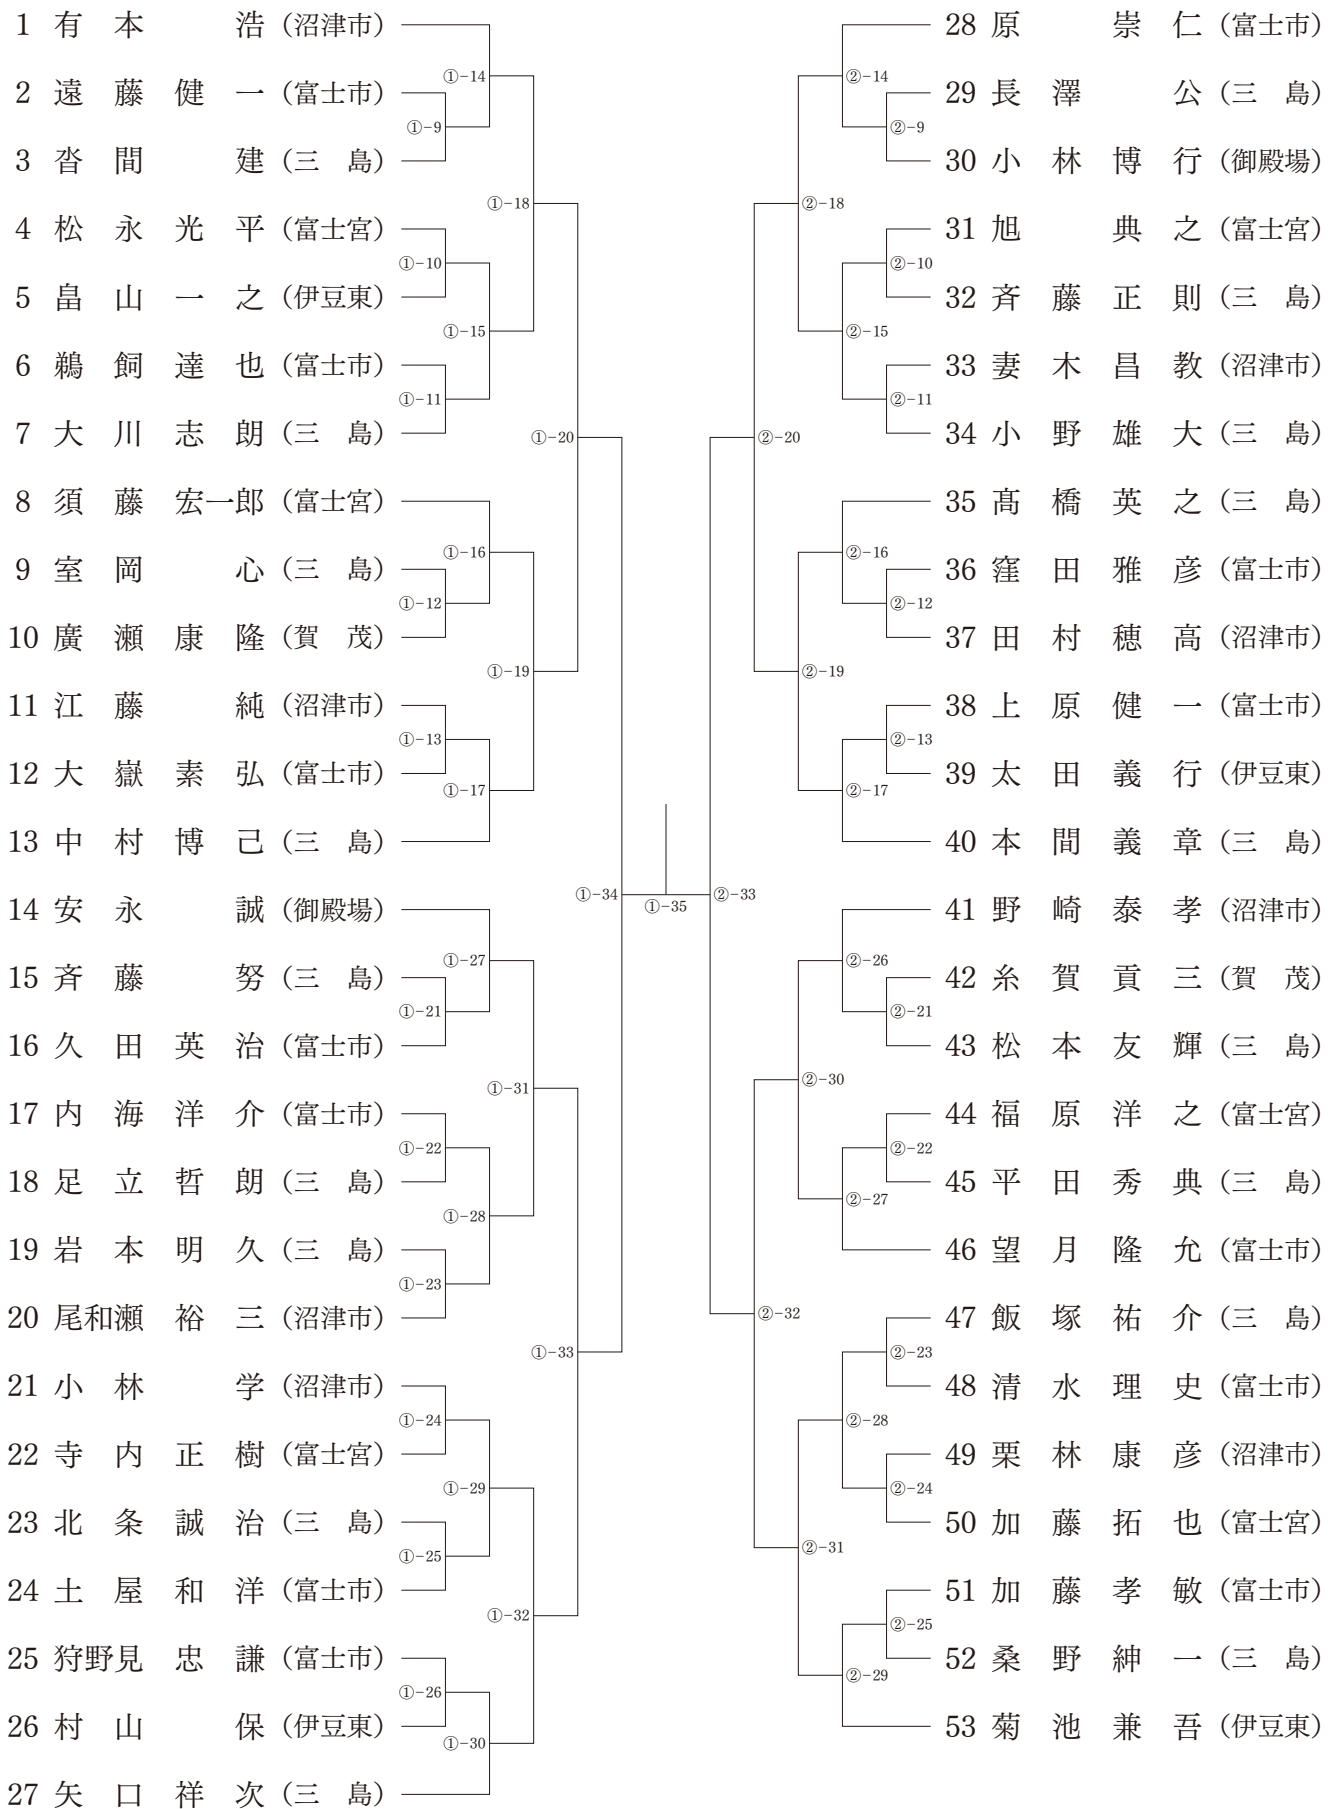 1 有本 浩 (沼津市)
2 遠藤健一 (富士市)
3 沓間 建 (三 島)
4 松永光平 (富士宮)
5 畠山一之 (伊豆東)
6 鵜飼達也 (富士市)
7 大川志朗 (三 島)
8 須藤宏一郎 (富士宮)
9 室岡 心 (三 島)
10 廣瀬康隆 (賀 茂)
11 江藤 純 (沼津市)
12 大嶽素弘 (富士市)
13 中村博己 (三 島)
14 安永 誠 (御殿場)
15 斉藤 努 (三 島)
16 久田英治 (富士市)
17 内海洋介 (富士市)
18 足立哲朗 (三 島)
19 岩本明久 (三 島)
20 尾和瀬裕三 (沼津市)
21 小林 学 (沼津市)
22 寺内正樹 (富士宮)
23 北条誠治 (三 島)
24 土屋和洋 (富士市)
25 狩野見忠謙 (富士市)
26 村山 保 (伊豆東)
27 矢口祥次 (三 島)
①-14
①-9
①-18
①-10
①-15
①-11
①-20
①-16
①-12
①-19
①-13
①-17
①-34
①-35
①-27
①-21
①-31
①-22
①-28
①-23
①-33
①-24
①-29
①-25
①-32
①-26
①-30
②-14
②-9
②-18
②-10
②-15
②-11
②-20
②-16
②-12
②-19
②-13
②-17
②-33
②-26
②-21
②-30
②-22
②-27
②-32
②-23
②-28
②-24
②-31
②-25
②-29
28 原 崇仁 (富士市)
29 長澤 公 (三 島)
30 小林博行 (御殿場)
31 旭 典之 (富士宮)
32 斉藤正則 (三 島)
33 妻木昌教 (沼津市)
34 小野雄大 (三 島)
35 髙橋英之 (三 島)
36 窪田雅彦 (富士市)
37 田村穂高 (沼津市)
38 上原健一 (富士市)
39 太田義行 (伊豆東)
40 本間義章 (三 島)
41 野崎泰孝 (沼津市)
42 糸賀貢三 (賀 茂)
43 松本友輝 (三 島)
44 福原洋之 (富士宮)
45 平田秀典 (三 島)
46 望月隆允 (富士市)
47 飯塚祐介 (三 島)
48 清水理史 (富士市)
49 栗林康彦 (沼津市)
50 加藤拓也 (富士宮)
51 加藤孝敏 (富士市)
52 桑野紳一 (三 島)
53 菊池兼吾 (伊豆東)